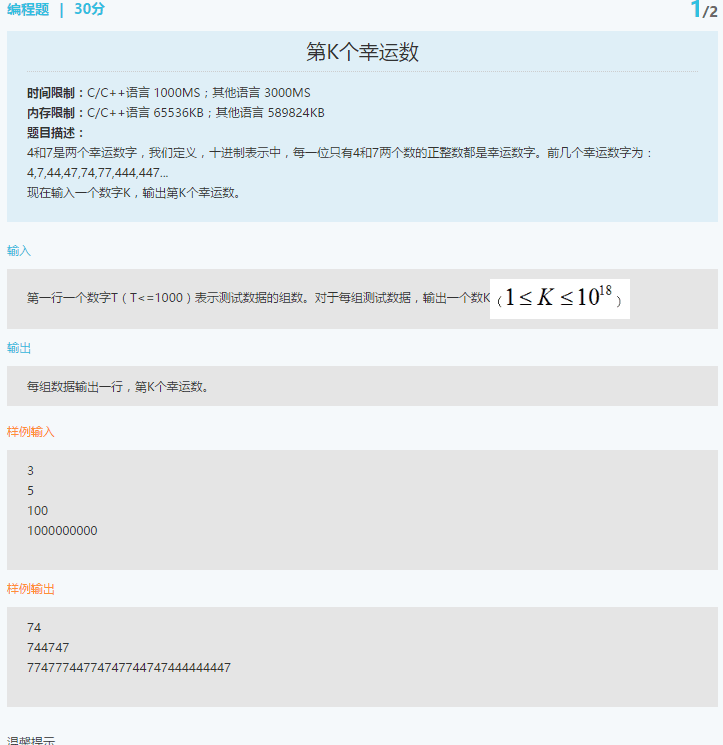 编程题 | 30分
1/2
第K个幸运数
时间限制：C/C++语言 1000MS；其他语言 3000MS
内存限制：C/C++语言 65536KB；其他语言 589824KB
题目描述：
4和7是两个幸运数字，我们定义，十进制表示中，每一位只有4和7两个数的正整数都是幸运数字。前几个幸运数字为：
4,7,44,47,74,77,444,447...
现在输入一个数字K，输出第K个幸运数。
输入
第一行一个数字T（T<=1000）表示测试数据的组数。对于每组测试数据，输出一个数K（1≤K≤10^18）
输出
每组数据输出一行，第K个幸运数。
样例输入
3
5
100
1000000000
样例输出
74
744747
77477744774747744747444444447
温馨提示